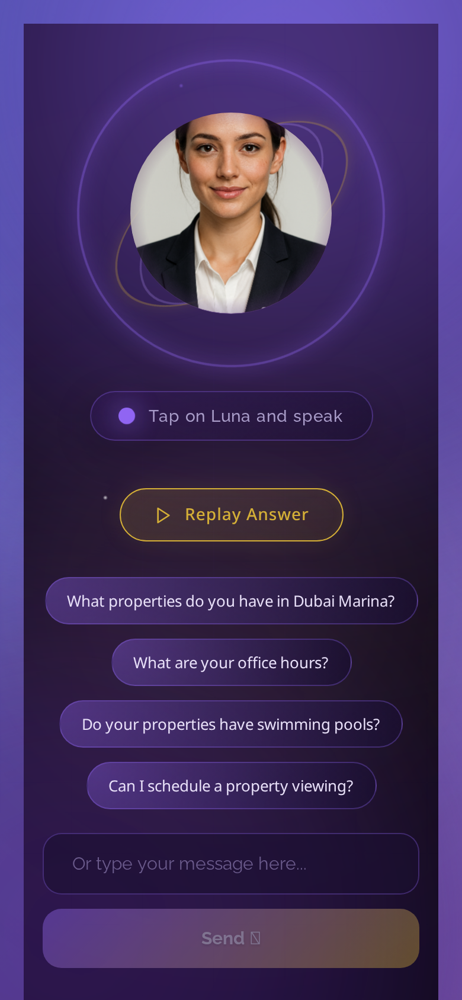 Tap on Luna and speak
Replay Answer
What properties do you have in Dubai Marina?
What are your office hours?
Do your properties have swimming pools?
Can I schedule a property viewing?
Or type your message here...
Send